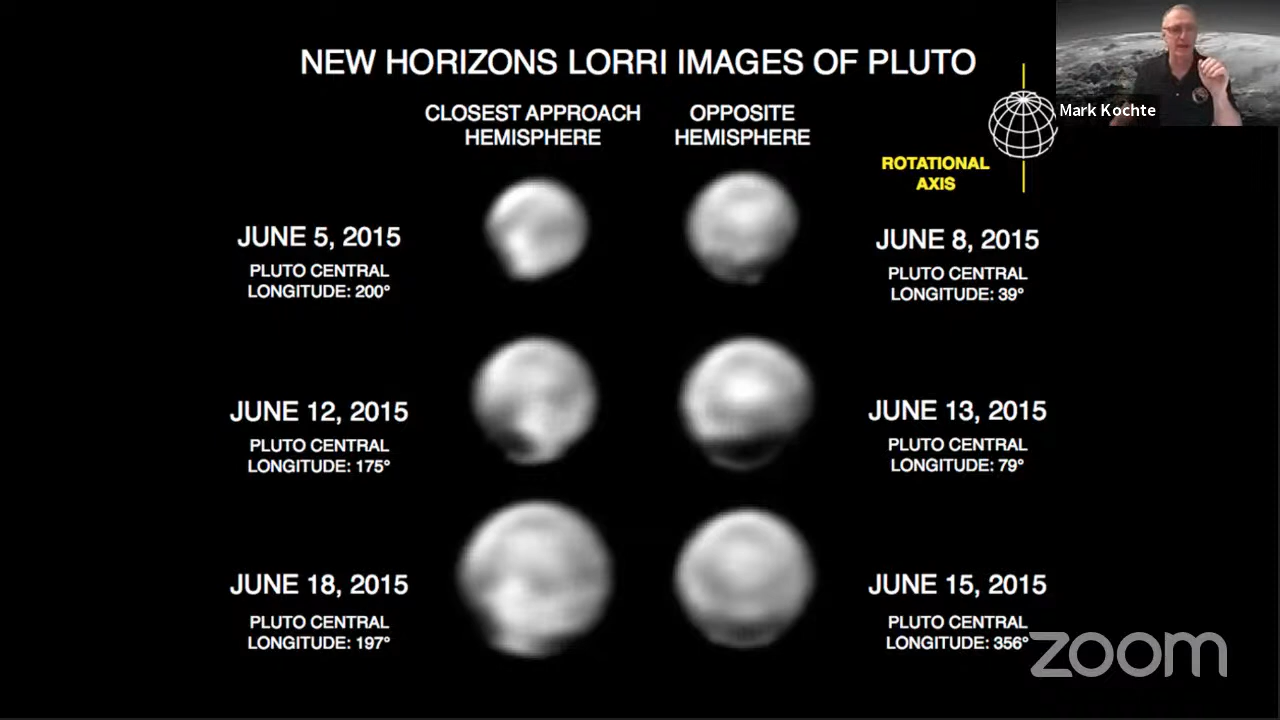 NEW HORIZONS LORRI IMAGES OF PLUTO
CLOSEST APPROACH
HEMISPHERE
OPPOSITE
HEMISPHERE
Mark Kochte
ROTATIONAL
AXIS
JUNE 5, 2015
PLUTO CENTRAL
LONGITUDE: 200°
JUNE 8, 2015
PLUTO CENTRAL
LONGITUDE: 39°
JUNE 12, 2015
PLUTO CENTRAL
LONGITUDE: 175°
JUNE 13, 2015
PLUTO CENTRAL
LONGITUDE: 79°
JUNE 18, 2015
PLUTO CENTRAL
LONGITUDE: 197°
JUNE 15, 2015
PLUTO CENTRAL
LONGITUDE: 356°
zoom